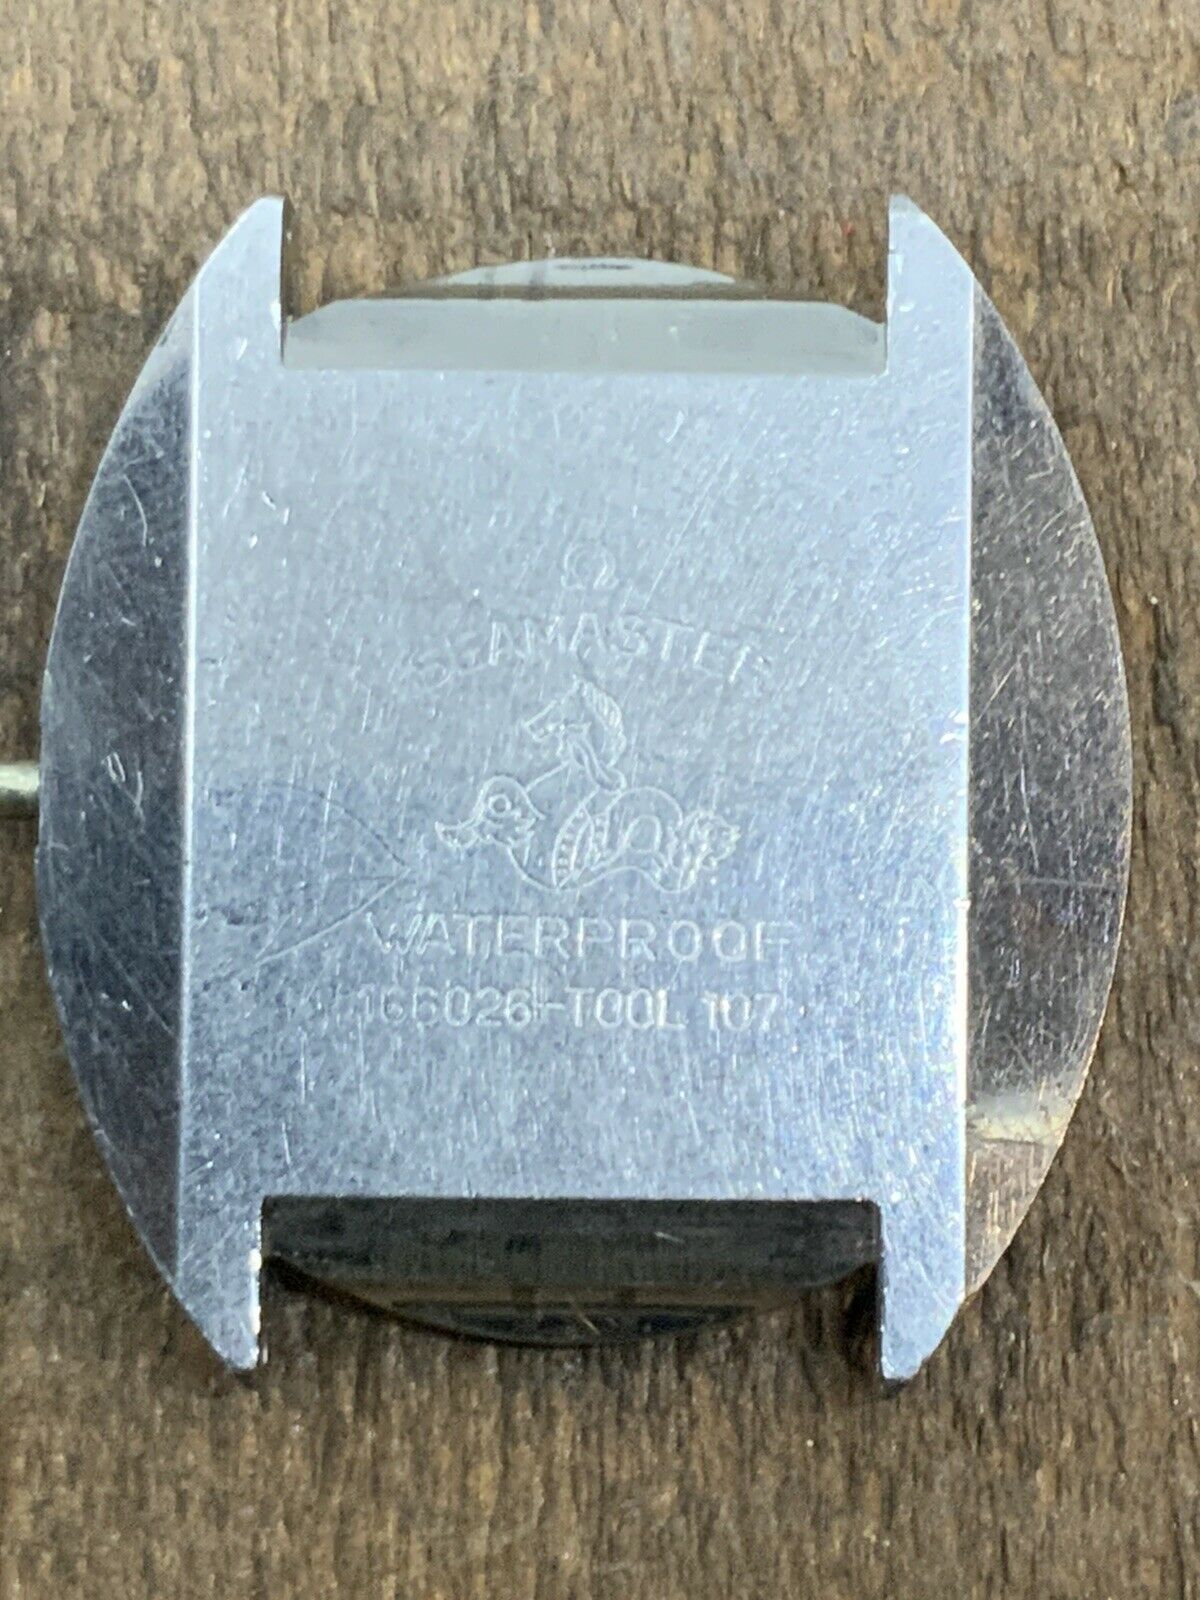 Ω
SEAMASTER
WATERPROOF
166026-TOOL 107